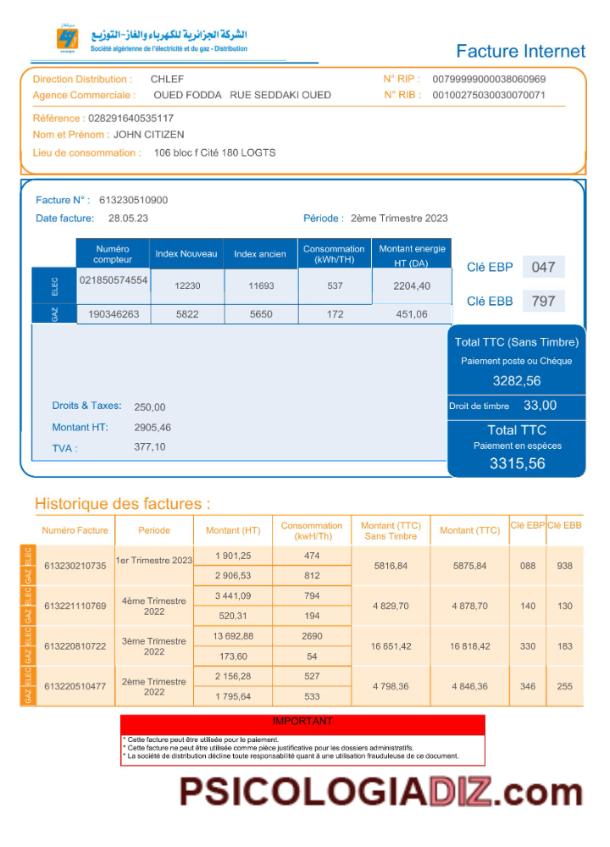 الشركة الجزائرية للكهرباء والغاز-التوزيع
Société algérienne de l'électricité et du gaz - Distribution
Facture Internet
Direction Distribution : CHLEF N° RIP : 00799999000038060969
Agence Commerciale : OUED FODDA RUE SEDDAKI OUED N° RIB : 00100275030030070071
Référence : 028291640535117
Nom et Prénom : JOHN CITIZEN
Lieu de consommation : 106 bloc f Cité 180 LOGTS
Facture N° : 613230510900
Date facture: 28.05.23 Période : 2ème Trimestre 2023
Numéro compteur Index Nouveau Index ancien Consommation (kWh/TH) Montant energie HT (DA)
ELEC 021850574554 12230 11693 537 2204,40
GAZ 190346263 5822 5650 172 451,06
Clé EBP 047
Clé EBB 797
Total TTC (Sans Timbre)
Paiement poste ou Chéque
3282,56
Droit de timbre 33,00
Total TTC
Paiement en espèces
3315,56
Droits & Taxes: 250,00
Montant HT: 2905,46
TVA : 377,10
Historique des factures :
Numéro Facture Periode Montant (HT) Consommation (kwH/Th) Montant (TTC) Sans Timbre Montant (TTC) Clé EBP Clé EBB
ELEC GAZ 613230210735 1er Trimestre 2023 1 901,25 474 5816,84 5875,84 088 938
2 906,53 812
ELEC GAZ 613221110769 4ème Trimestre 2022 3 441,09 794 4 829,70 4 878,70 140 130
520,31 194
ELEC GAZ 613220810722 3ème Trimestre 2022 13 692,88 2690 16 651,42 16 818,42 330 183
173,60 54
ELEC GAZ 613220510477 2ème Trimestre 2022 2 156,28 527 4 798,36 4 846,36 346 255
1 795,64 533
IMPORTANT
* Cette facture peut être utilisée pour le paiement.
* Cette facture ne peut être utilisée comme pièce justificative pour les dossiers administratifs.
* La société de distribution décline toute responsabilité quant à une utilisation frauduleuse de ce document.
PSICOLOGIADIZ.com